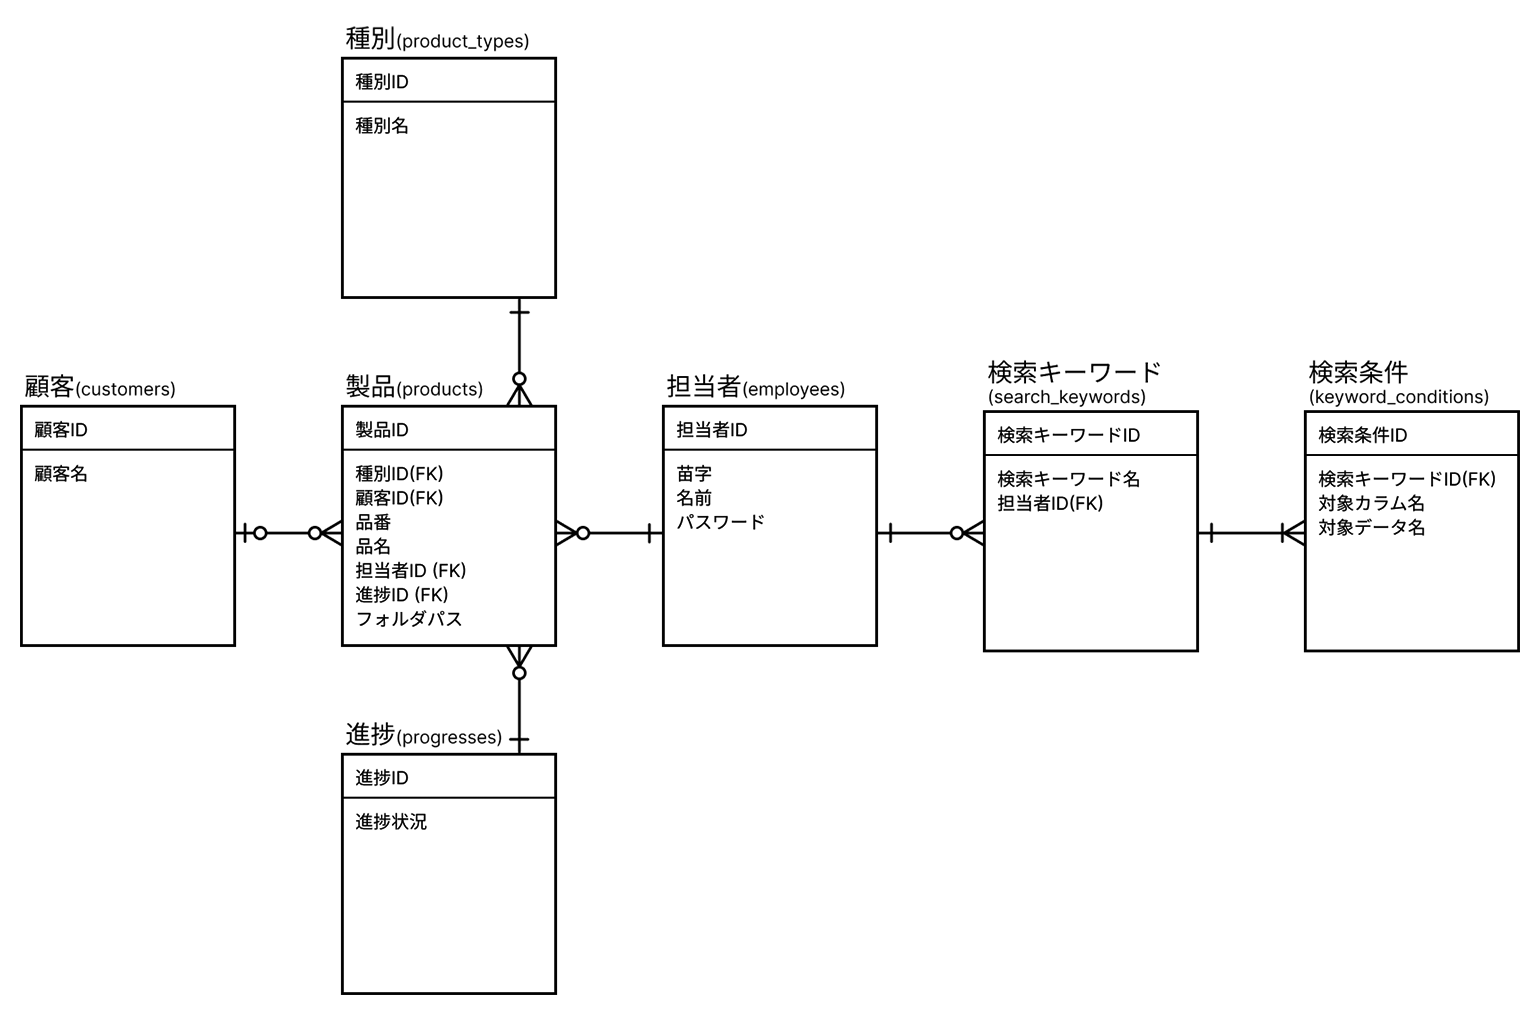 種別(product_types)
種別ID
種別名
顧客(customers)
顧客ID
顧客名
製品(products)
製品ID
種別ID(FK)
顧客ID(FK)
品番
品名
担当者ID (FK)
進捗ID (FK)
フォルダパス
担当者(employees)
担当者ID
苗字
名前
パスワード
検索キーワード
(search_keywords)
検索キーワードID
検索キーワード名
担当者ID(FK)
検索条件
(keyword_conditions)
検索条件ID
検索キーワードID(FK)
対象カラム名
対象データ名
進捗(progresses)
進捗ID
進捗状況